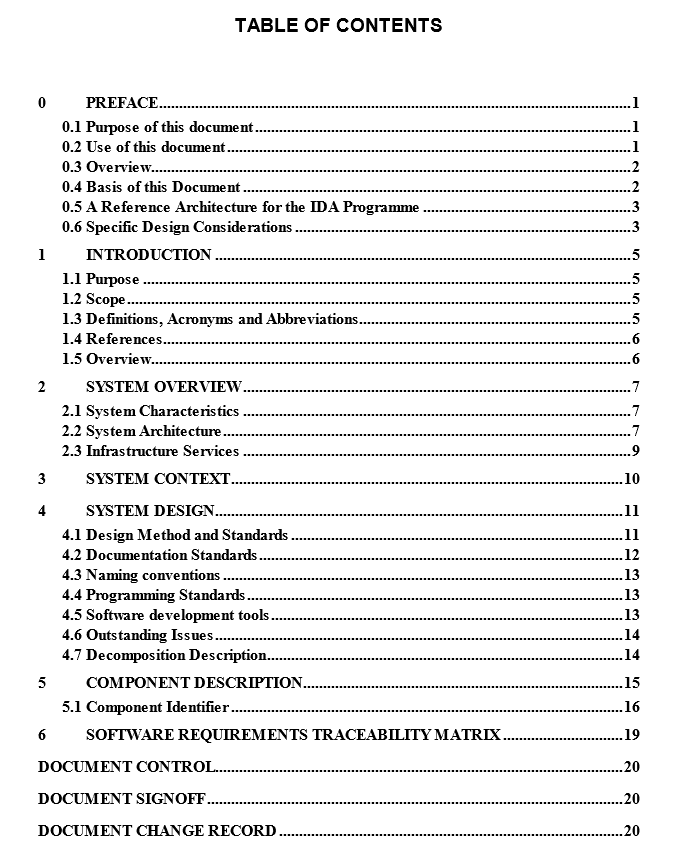 TABLE OF CONTENTS
0 PREFACE 1
0.1 Purpose of this document 1
0.2 Use of this document 1
0.3 Overview 2
0.4 Basis of this Document 2
0.5 A Reference Architecture for the IDA Programme 3
0.6 Specific Design Considerations 3
1 INTRODUCTION 5
1.1 Purpose 5
1.2 Scope 5
1.3 Definitions, Acronyms and Abbreviations 5
1.4 References 6
1.5 Overview 6
2 SYSTEM OVERVIEW 7
2.1 System Characteristics 7
2.2 System Architecture 7
2.3 Infrastructure Services 9
3 SYSTEM CONTEXT 10
4 SYSTEM DESIGN 11
4.1 Design Method and Standards 11
4.2 Documentation Standards 12
4.3 Naming conventions 13
4.4 Programming Standards 13
4.5 Software development tools 13
4.6 Outstanding Issues 14
4.7 Decomposition Description 14
5 COMPONENT DESCRIPTION 15
5.1 Component Identifier 16
6 SOFTWARE REQUIREMENTS TRACEABILITY MATRIX 19
DOCUMENT CONTROL 20
DOCUMENT SIGNOFF 20
DOCUMENT CHANGE RECORD 20